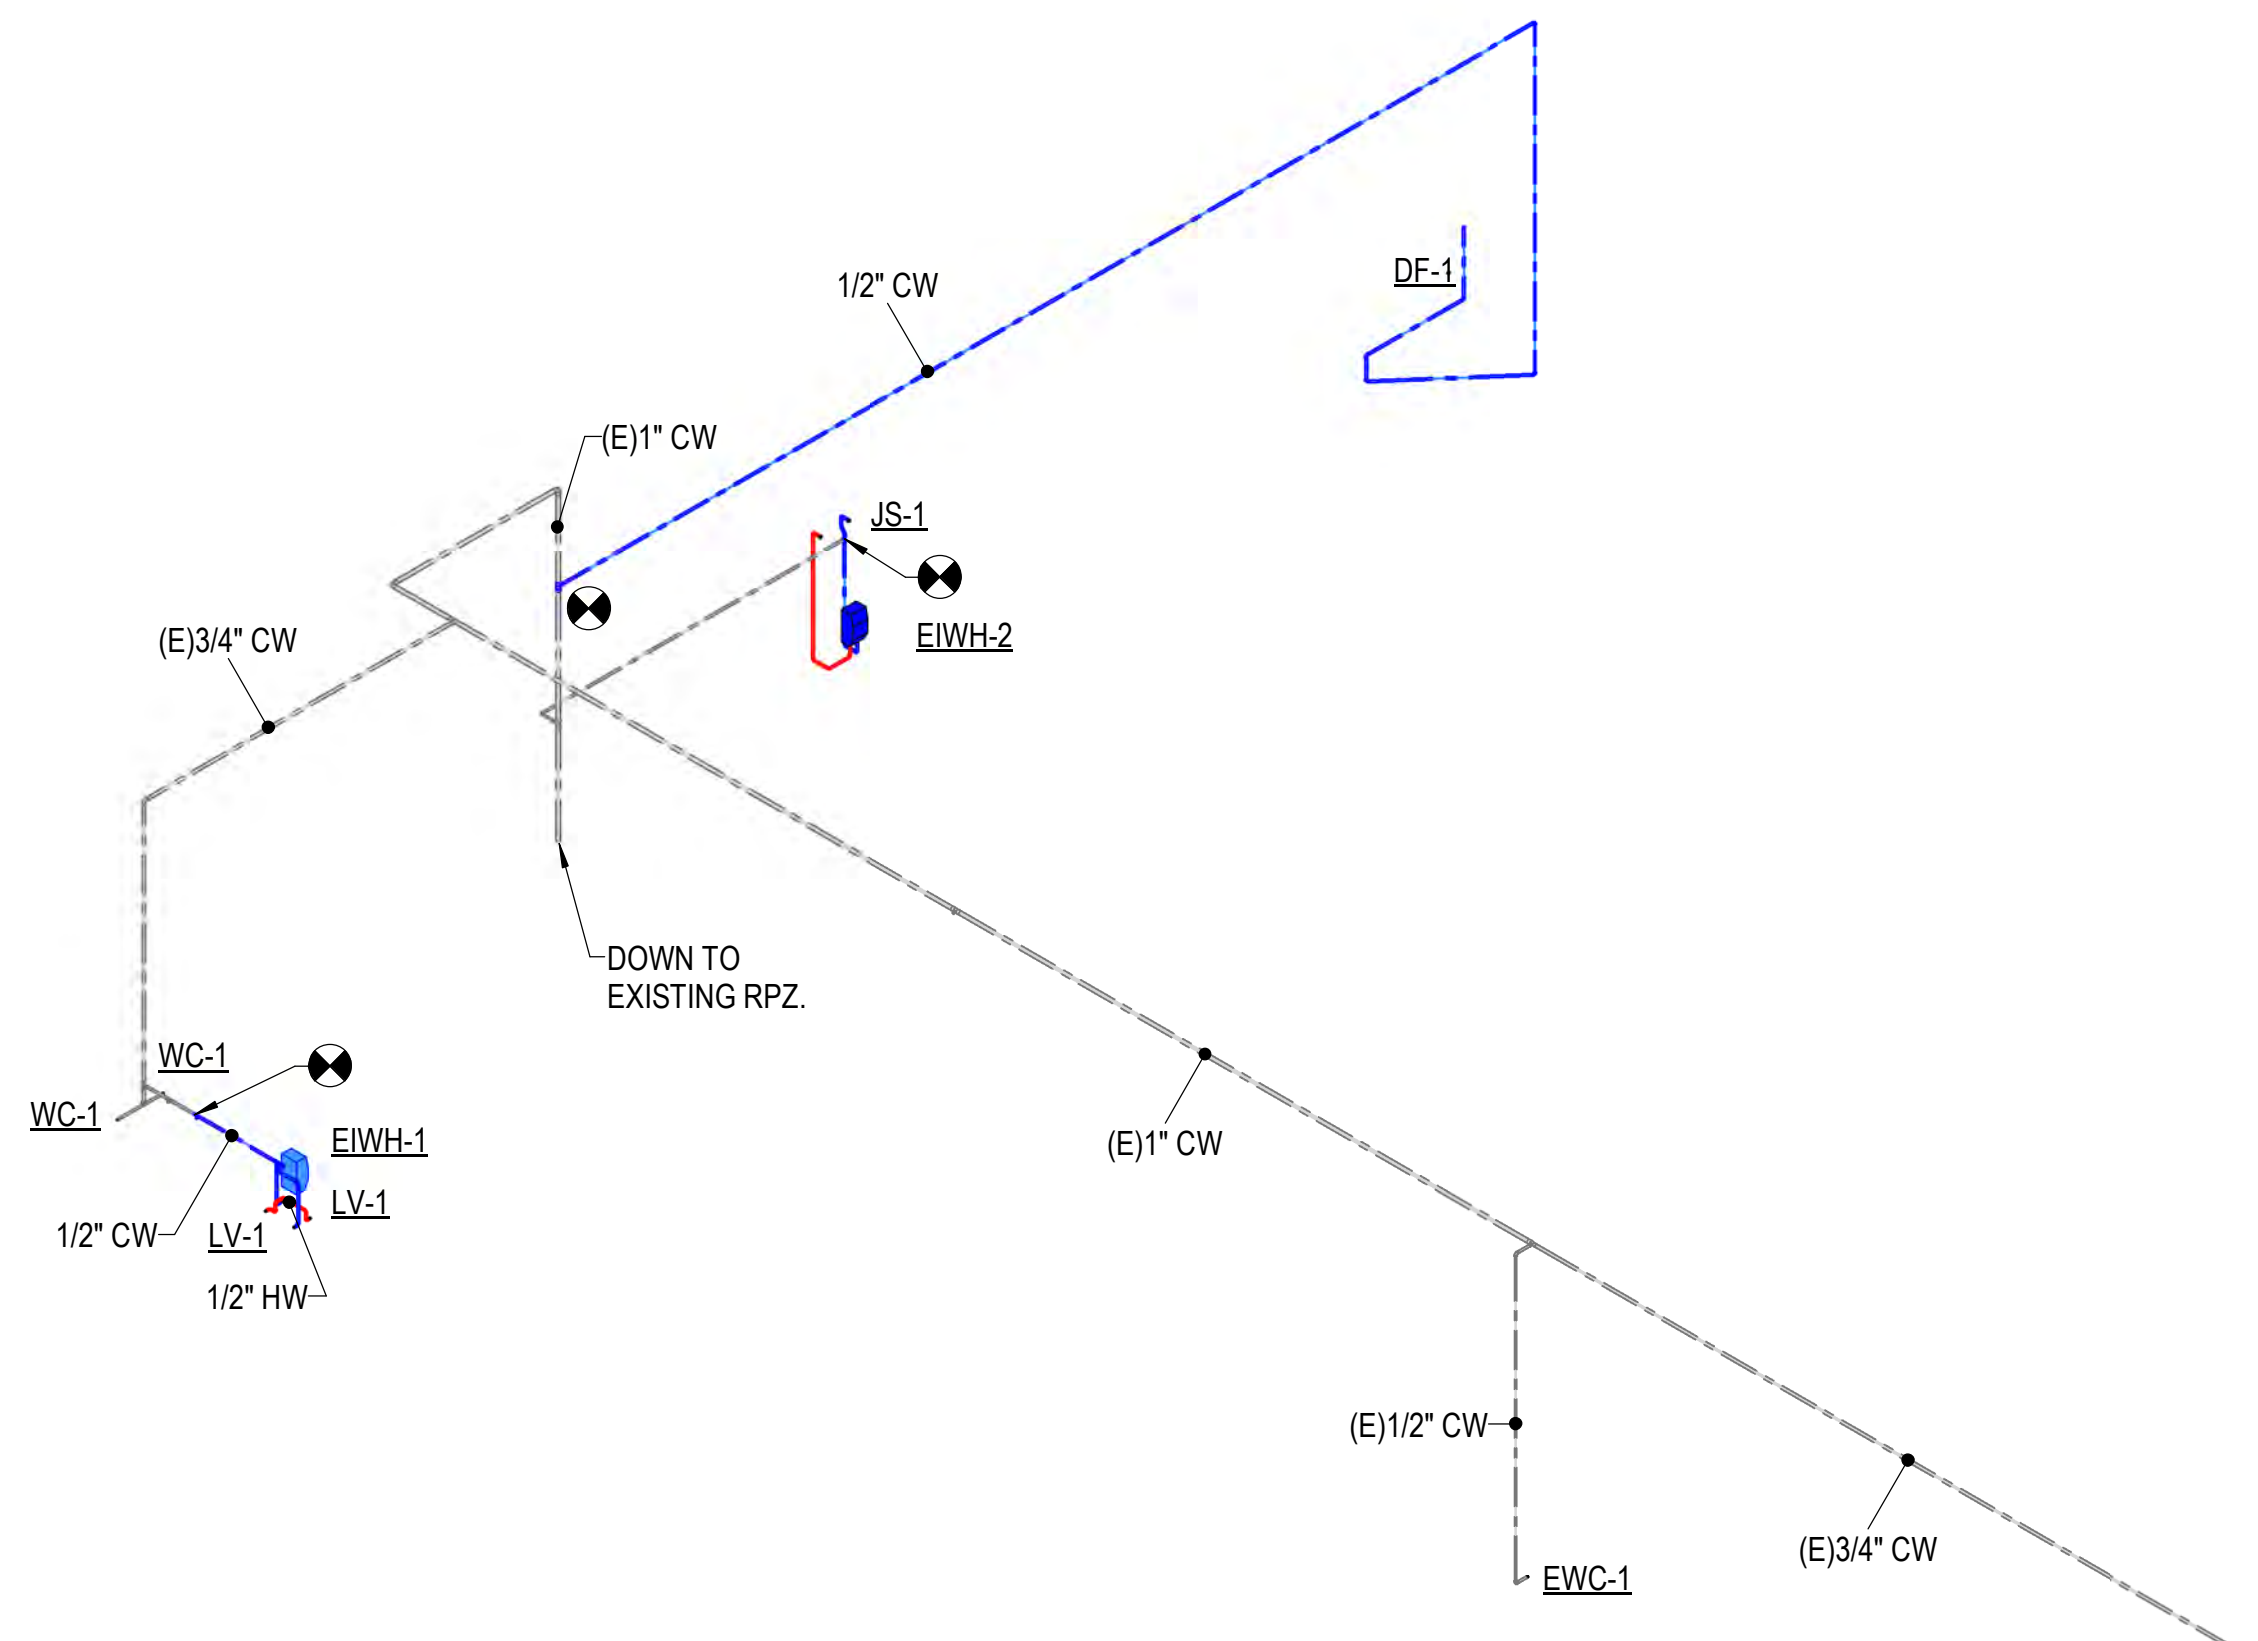 DF-1
1/2" CW
(E)1" CW
JS-1
EIWH-2
(E)3/4" CW
DOWN TO
EXISTING RPZ.
WC-1
WC-1
EIWH-1
(E)1" CW
LV-1
1/2" CW
LV-1
1/2" HW
(E)1/2" CW
(E)3/4" CW
EWC-1